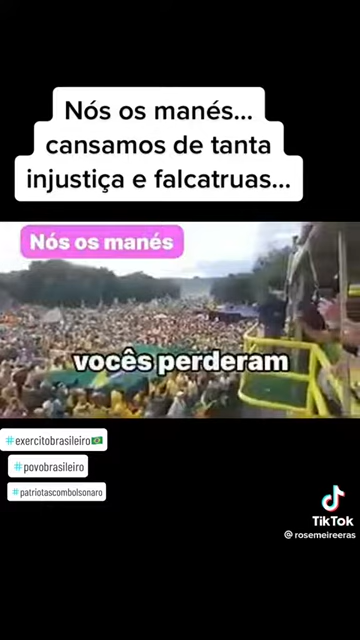 Nós os manés...
cansamos de tanta
injustiça e falcatruas...
Nós os manés
vocês perderam
#exercitobrasileiro🇧🇷
#povobrasileiro
#patriotascombolsonaro
TikTok
@rosemeireeras